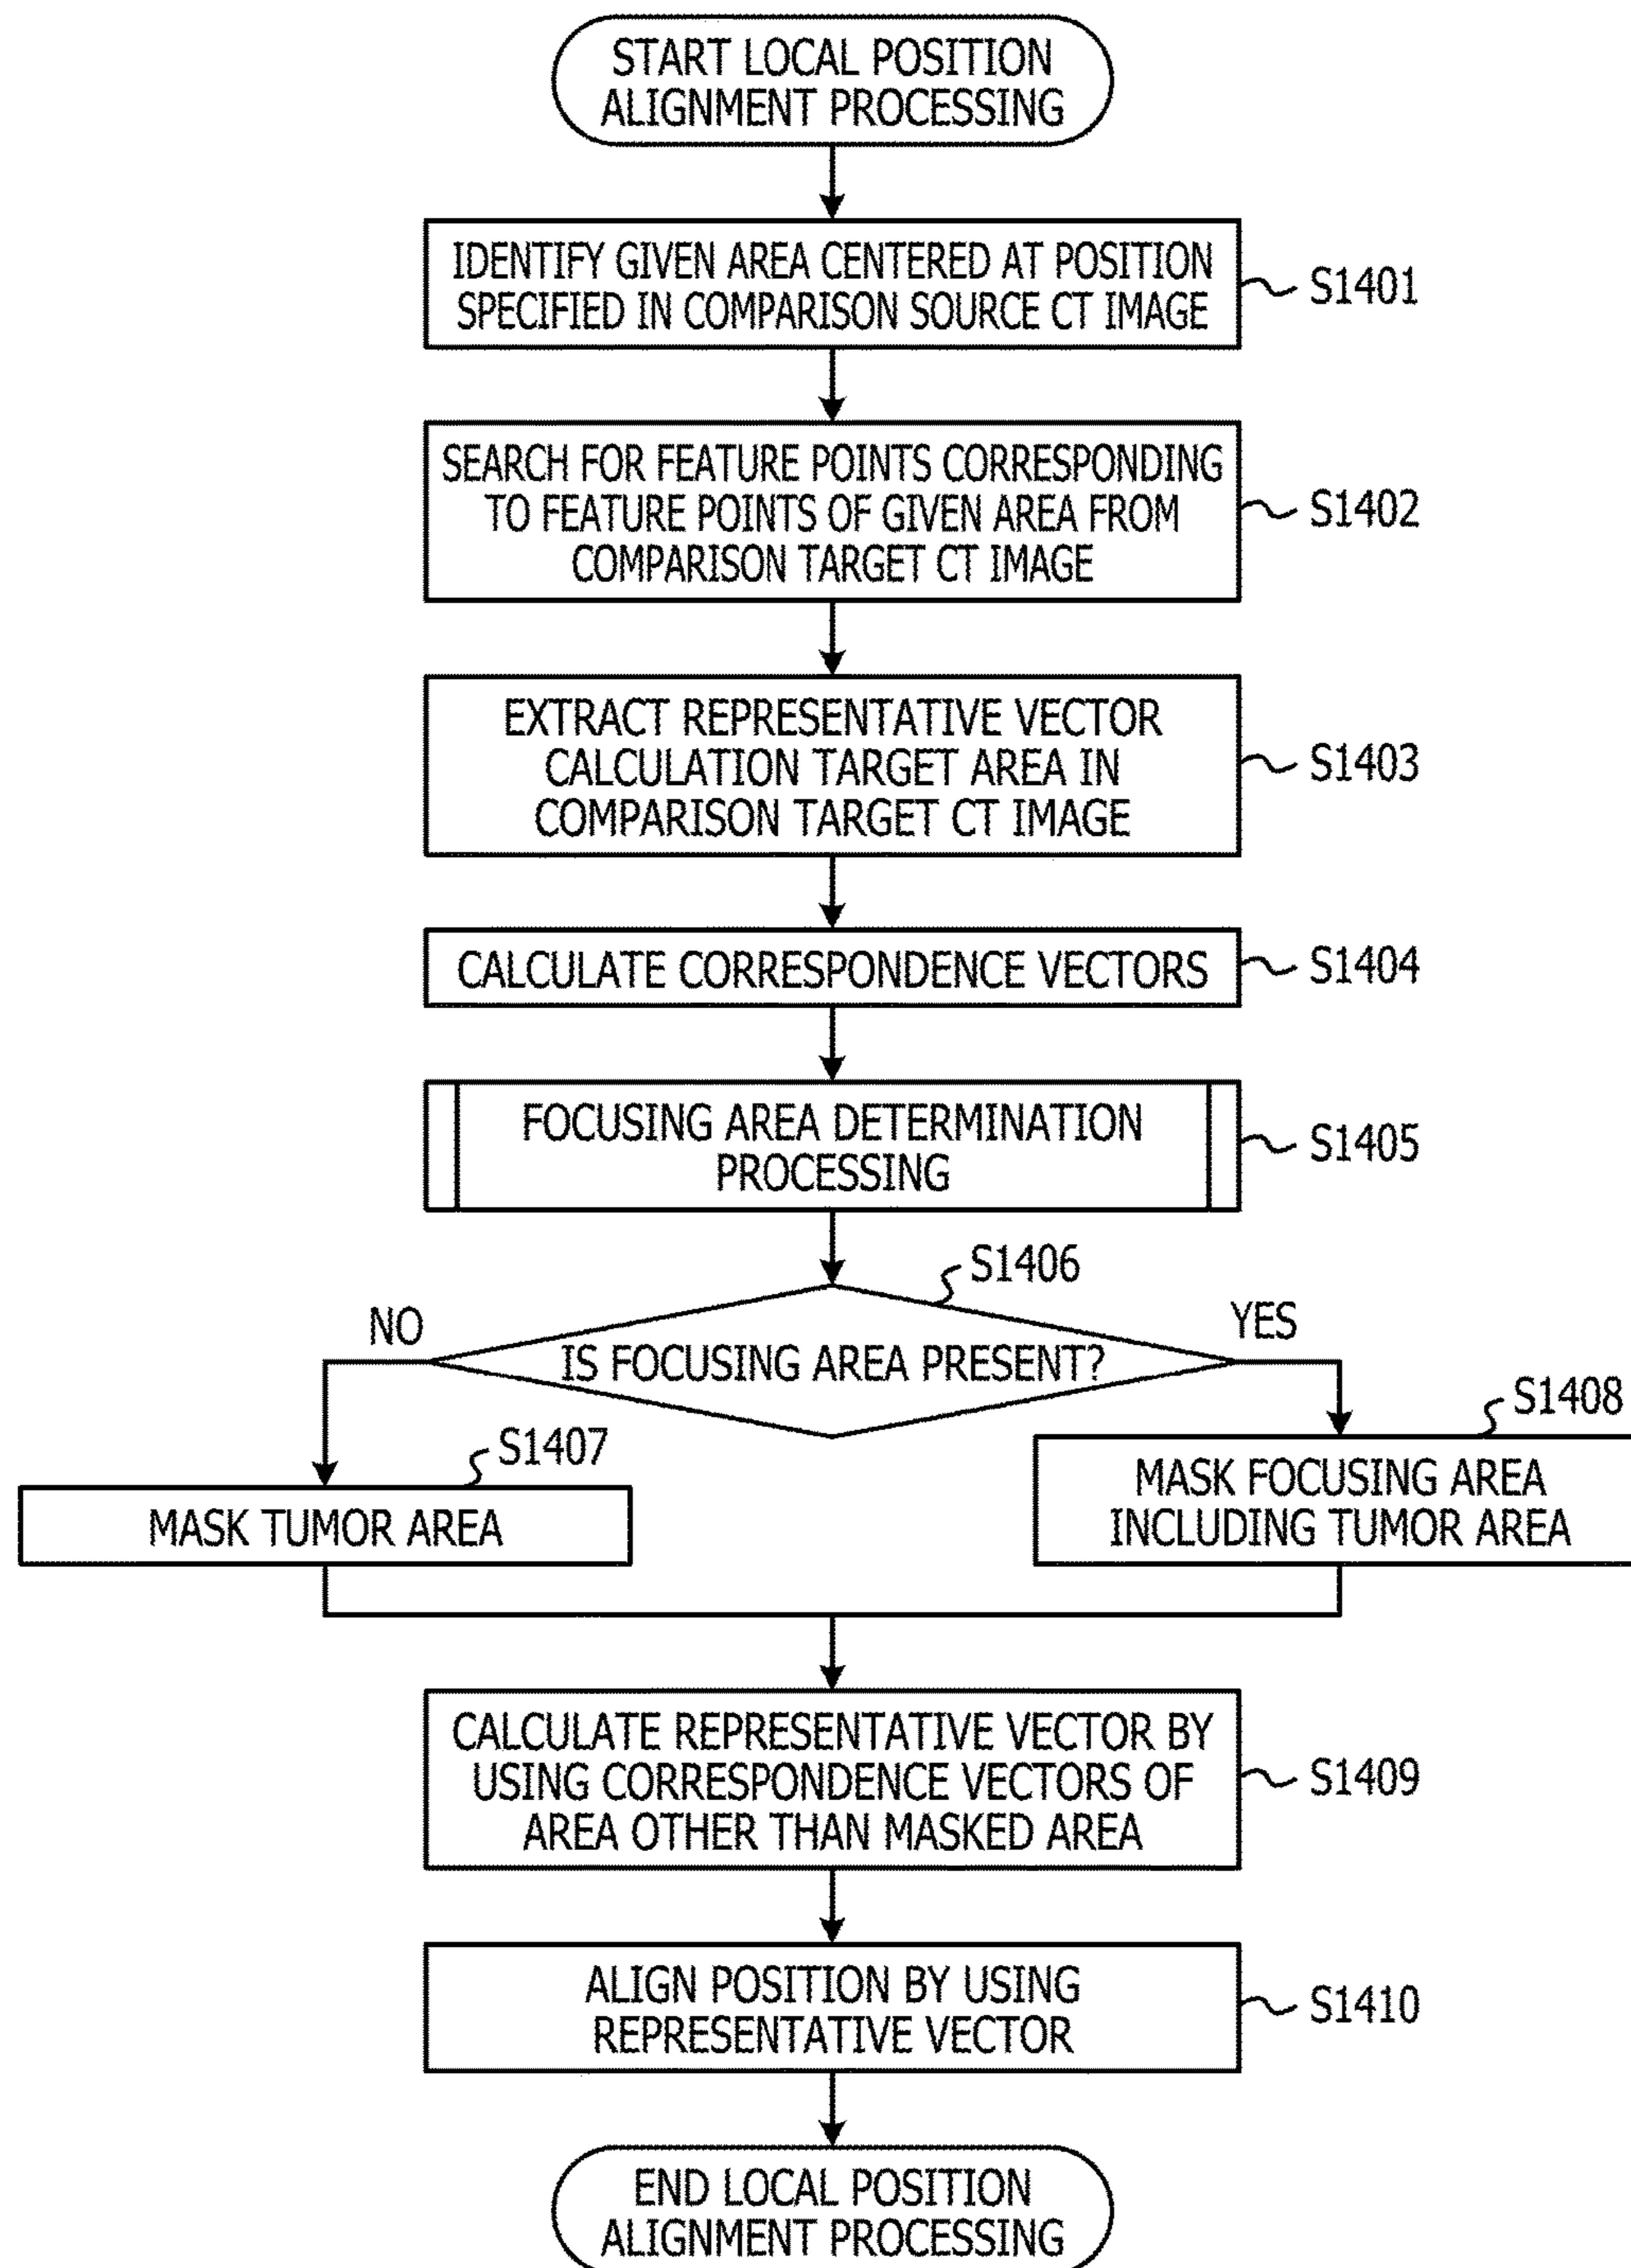 START LOCAL POSITION
ALIGNMENT PROCESSING
IDENTIFY GIVEN AREA CENTERED AT POSITION
SPECIFIED IN COMPARISON SOURCE CT IMAGE
S1401
SEARCH FOR FEATURE POINTS CORRESPONDING
TO FEATURE POINTS OF GIVEN AREA FROM
COMPARISON TARGET CT IMAGE
S1402
EXTRACT REPRESENTATIVE VECTOR
CALCULATION TARGET AREA IN
COMPARISON TARGET CT IMAGE
S1403
CALCULATE CORRESPONDENCE VECTORS
S1404
FOCUSING AREA DETERMINATION
PROCESSING
S1405
S1406
NO
YES
IS FOCUSING AREA PRESENT?
S1407
MASK TUMOR AREA
S1408
MASK FOCUSING AREA
INCLUDING TUMOR AREA
CALCULATE REPRESENTATIVE VECTOR BY
USING CORRESPONDENCE VECTORS OF
AREA OTHER THAN MASKED AREA
S1409
ALIGN POSITION BY USING
REPRESENTATIVE VECTOR
S1410
END LOCAL POSITION
ALIGNMENT PROCESSING